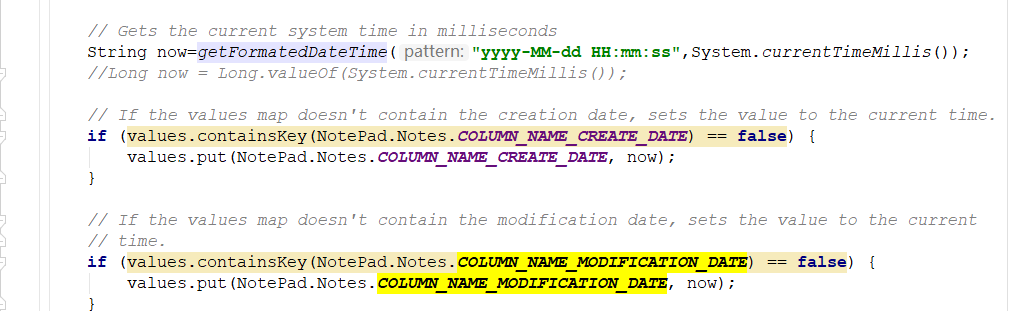 // Gets the current system time in milliseconds
String now=getFormatedDateTime( pattern: "yyyy-MM-dd HH:mm:ss",System.currentTimeMillis());
//Long now = Long.valueOf(System.currentTimeMillis());
// If the values map doesn't contain the creation date, sets the value to the current time.
if (values.containsKey(NotePad.Notes.COLUMN_NAME_CREATE_DATE) == false) {
values.put(NotePad.Notes.COLUMN_NAME_CREATE_DATE, now);
}
// If the values map doesn't contain the modification date, sets the value to the current
// time.
if (values.containsKey(NotePad.Notes.COLUMN_NAME_MODIFICATION_DATE) == false) {
values.put(NotePad.Notes.COLUMN_NAME_MODIFICATION_DATE, now);
}